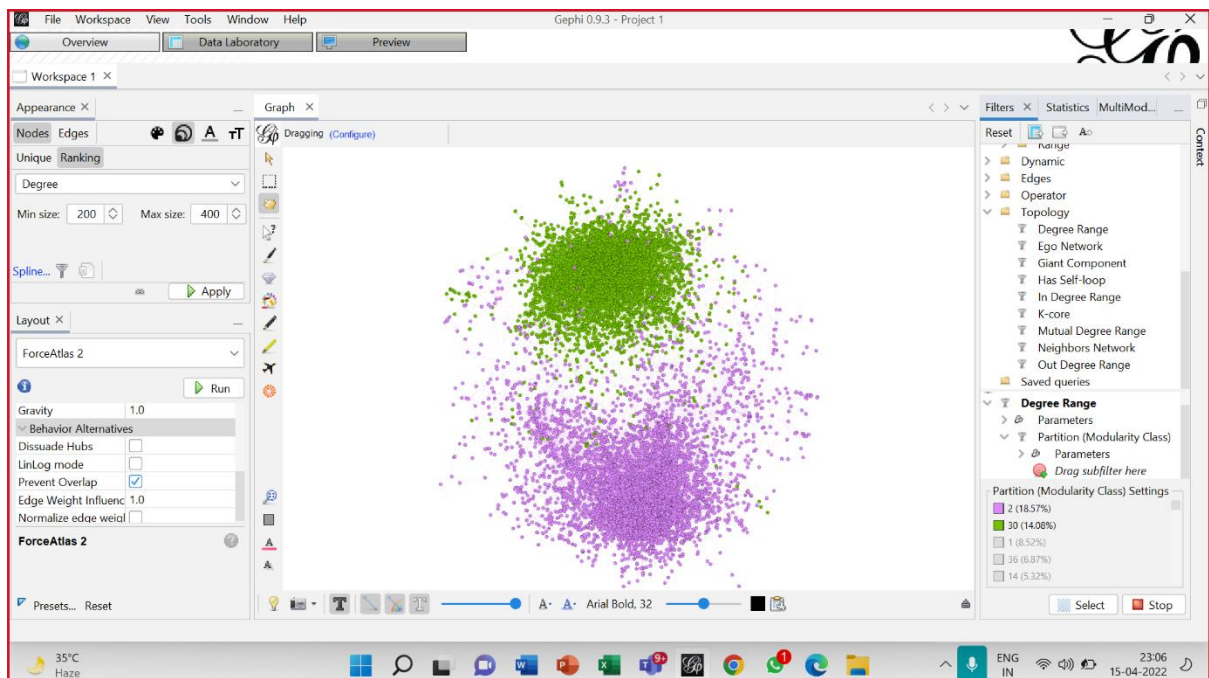 File Workspace View Tools Window Help
Gephi 0.9.3 - Project 1
Overview
Data Laboratory
Preview
Workspace 1
Appearance
Nodes Edges
Unique Ranking
Degree
Min size: 200 Max size: 400
Spline...
Apply
Layout
ForceAtlas 2
Run
Gravity 1.0
Behavior Alternatives
Dissuade Hubs
LinLog mode
Prevent Overlap
Edge Weight Influenc 1.0
Normalize edge weigl
ForceAtlas 2
Presets... Reset
Graph
Dragging (Configure)
Arial Bold, 32
Filters Statistics MultiMod...
Context
Reset
Range
Dynamic
Edges
Operator
Topology
Degree Range
Ego Network
Giant Component
Has Self-loop
In Degree Range
K-core
Mutual Degree Range
Neighbors Network
Out Degree Range
Saved queries
Degree Range
Parameters
Partition (Modularity Class)
Parameters
Drag subfilter here
Partition (Modularity Class) Settings
2 (18.57%)
30 (14.08%)
1 (8.52%)
36 (6.87%)
14 (5.32%)
Select Stop
35°C
Haze
9+
1
ENG
IN
23:06
15-04-2022